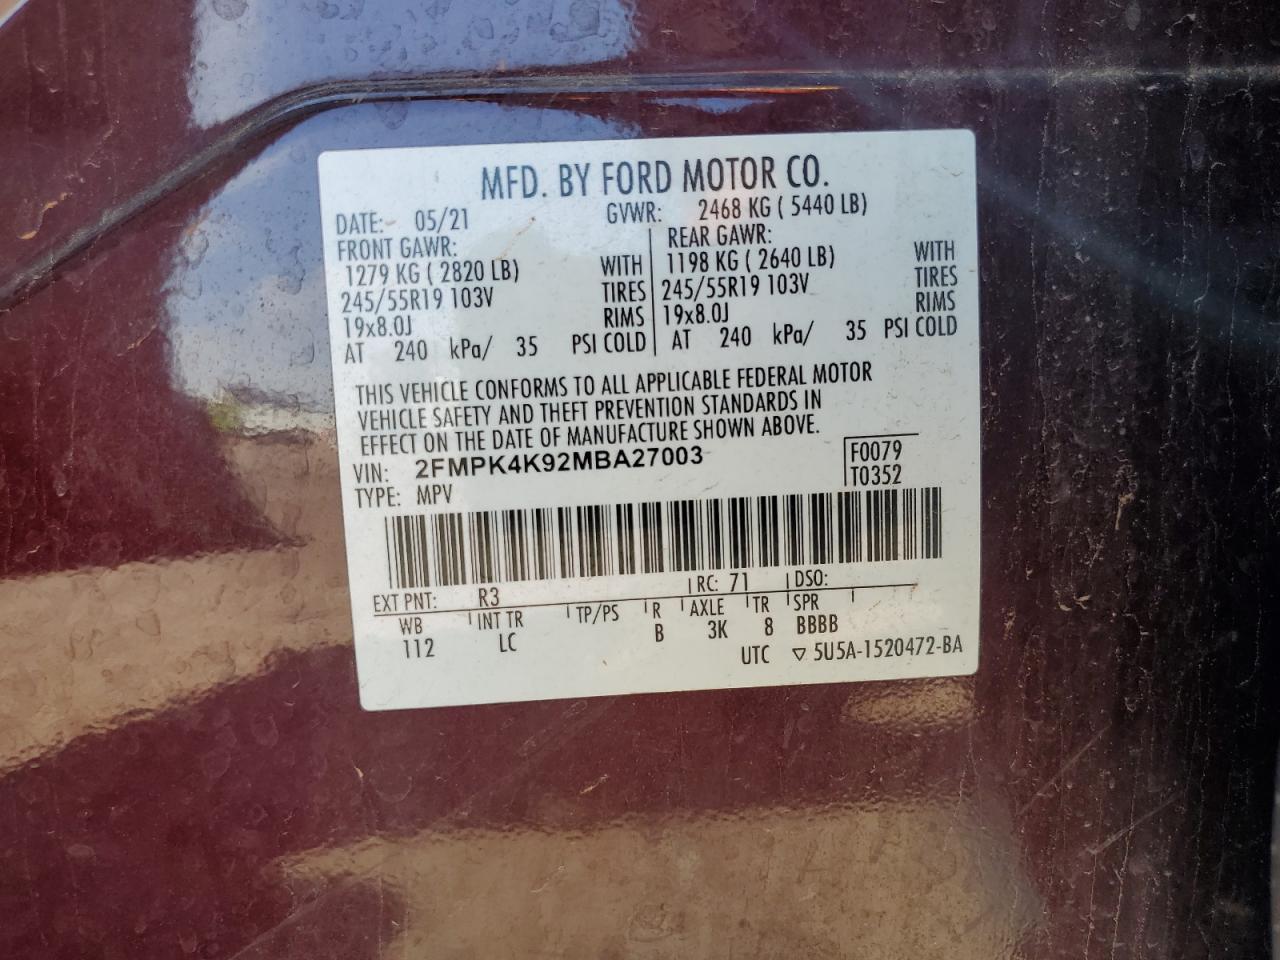 MFD. BY FORD MOTOR CO.
DATE: 05/21 GVWR: 2468 KG ( 5440 LB)
FRONT GAWR: REAR GAWR:
1279 KG ( 2820 LB) WITH 1198 KG ( 2640 LB) WITH
245/55R19 103V TIRES 245/55R19 103V TIRES
19x8.0J RIMS 19x8.0J RIMS
AT 240 kPa/ 35 PSI COLD AT 240 kPa/ 35 PSI COLD
THIS VEHICLE CONFORMS TO ALL APPLICABLE FEDERAL MOTOR
VEHICLE SAFETY AND THEFT PREVENTION STANDARDS IN
EFFECT ON THE DATE OF MANUFACTURE SHOWN ABOVE.
VIN: 2FMPK4K92MBA27003 F0079
TYPE: MPV T0352
EXT PNT: R3 RC: 71 DSO:
WB INT TR TP/PS R AXLE TR SPR
112 LC B 3K 8 BBBB
UTC ▽ 5U5A-1520472-BA